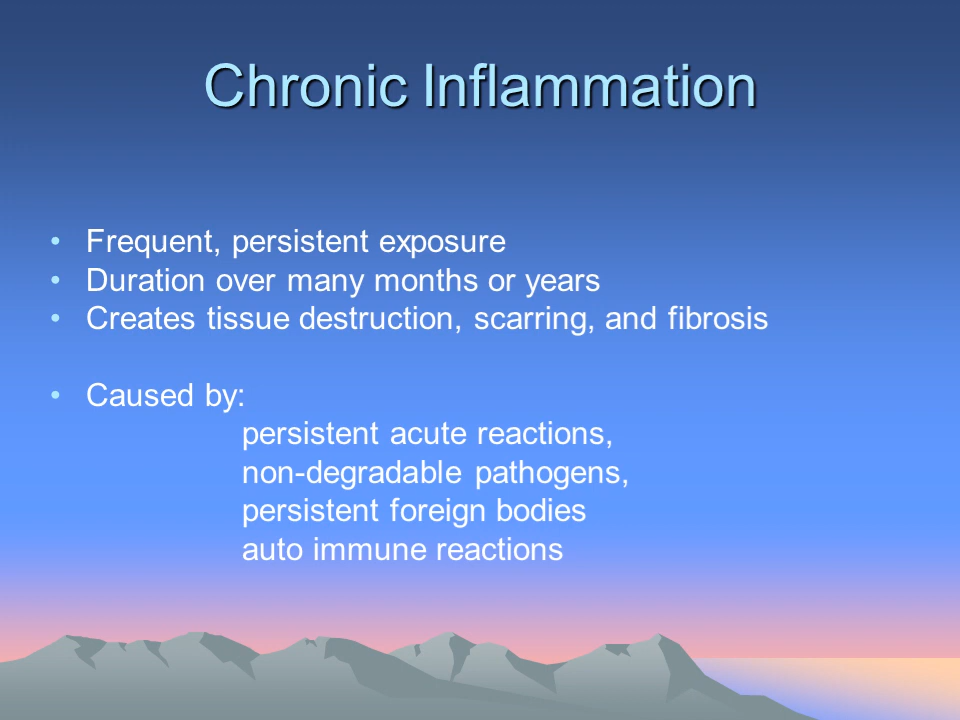 Chronic Inflammation
• Frequent, persistent exposure
• Duration over many months or years
• Creates tissue destruction, scarring, and fibrosis
• Caused by:
persistent acute reactions,
non-degradable pathogens,
persistent foreign bodies
auto immune reactions